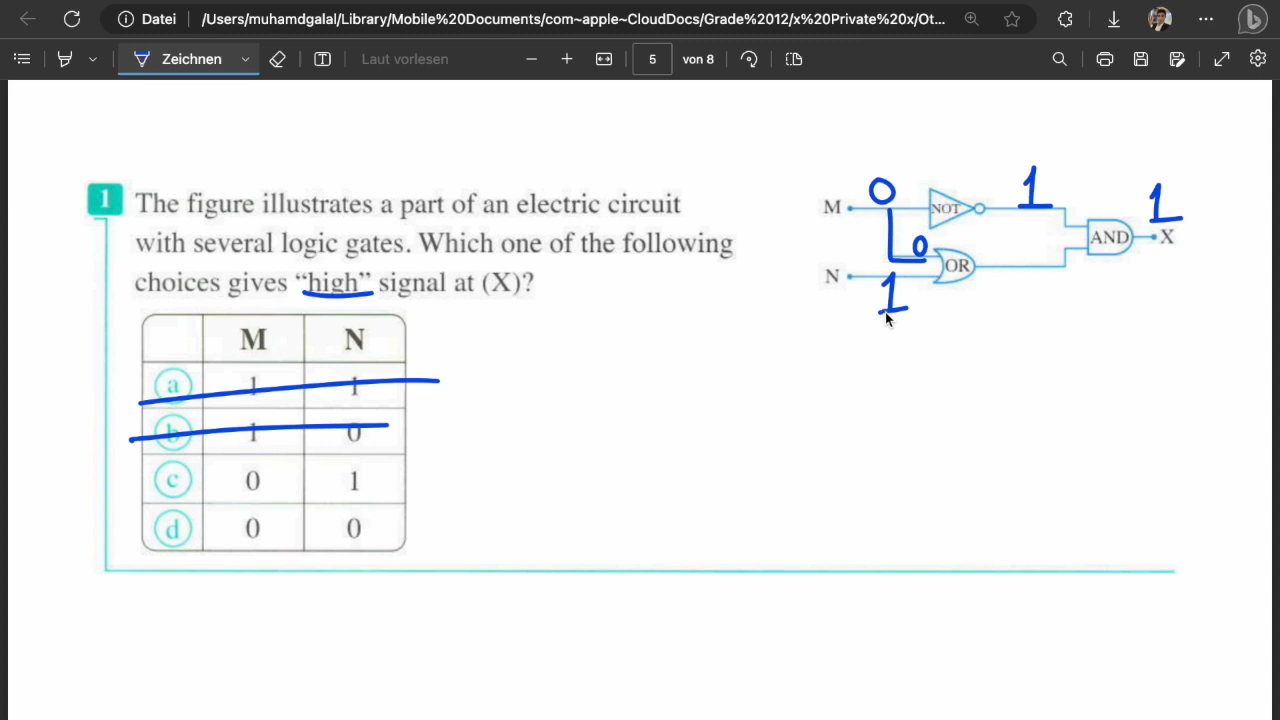 Datei
/Users/muhamdgalal/Library/Mobile%20Documents/com~apple~CloudDocs/Grade%2012/x%20Private%20x/Ot...
Zeichnen
Laut vorlesen
5 von 8
1 The figure illustrates a part of an electric circuit
with several logic gates. Which one of the following
choices gives “high” signal at (X)?
M N
a 1 1
b 1 0
c 0 1
d 0 0
0 1 1
M NOT
0 AND X
OR
N
1